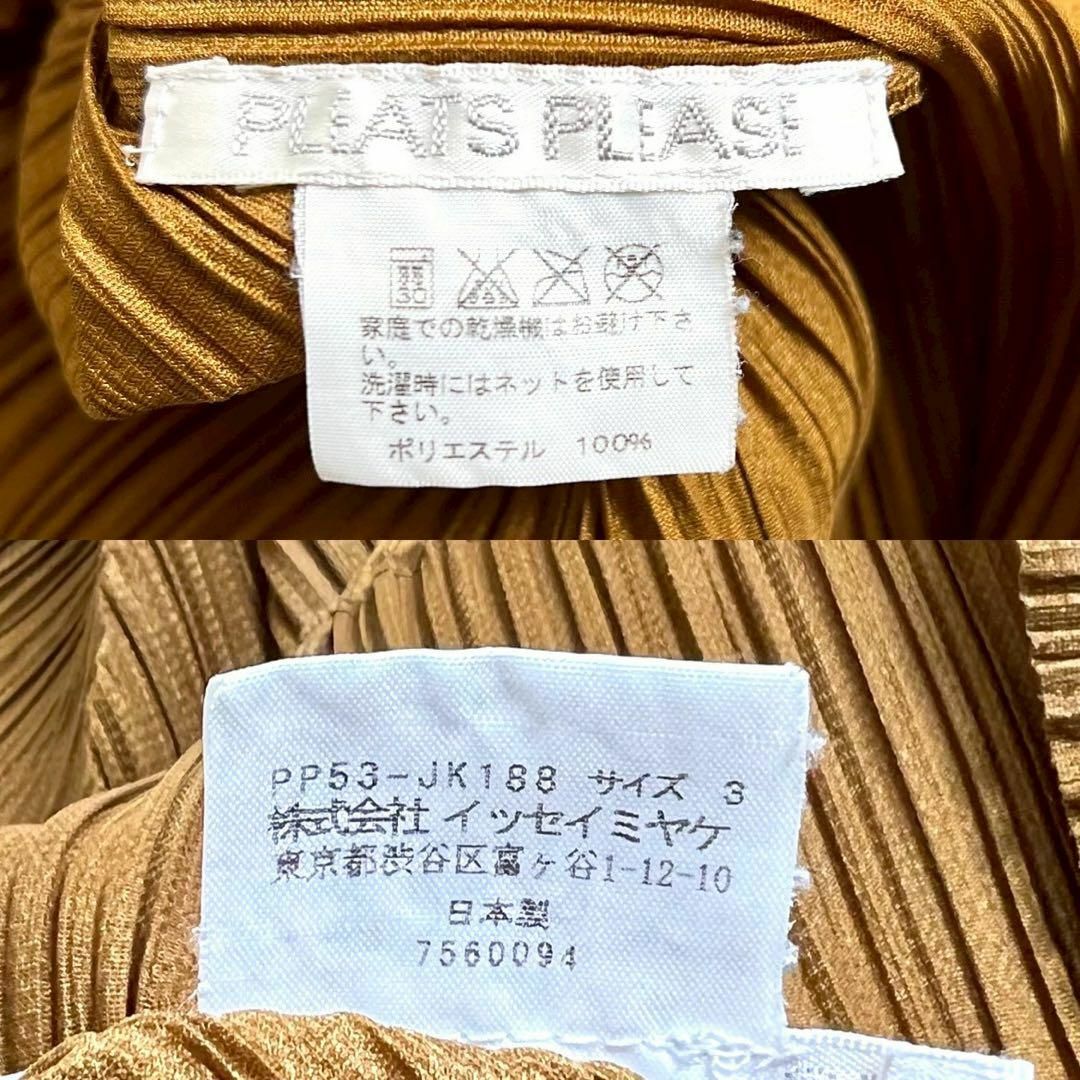 PLEATS PLEASE
30
家庭での乾燥機はお避け下さ
い。
洗濯時にはネットを使用して
下さい。
ポリエステル 100%
PP53-JK188 サイズ 3
株式会社 イッセイミヤケ
東京都渋谷区富ヶ谷1-12-10
日本製
7560094